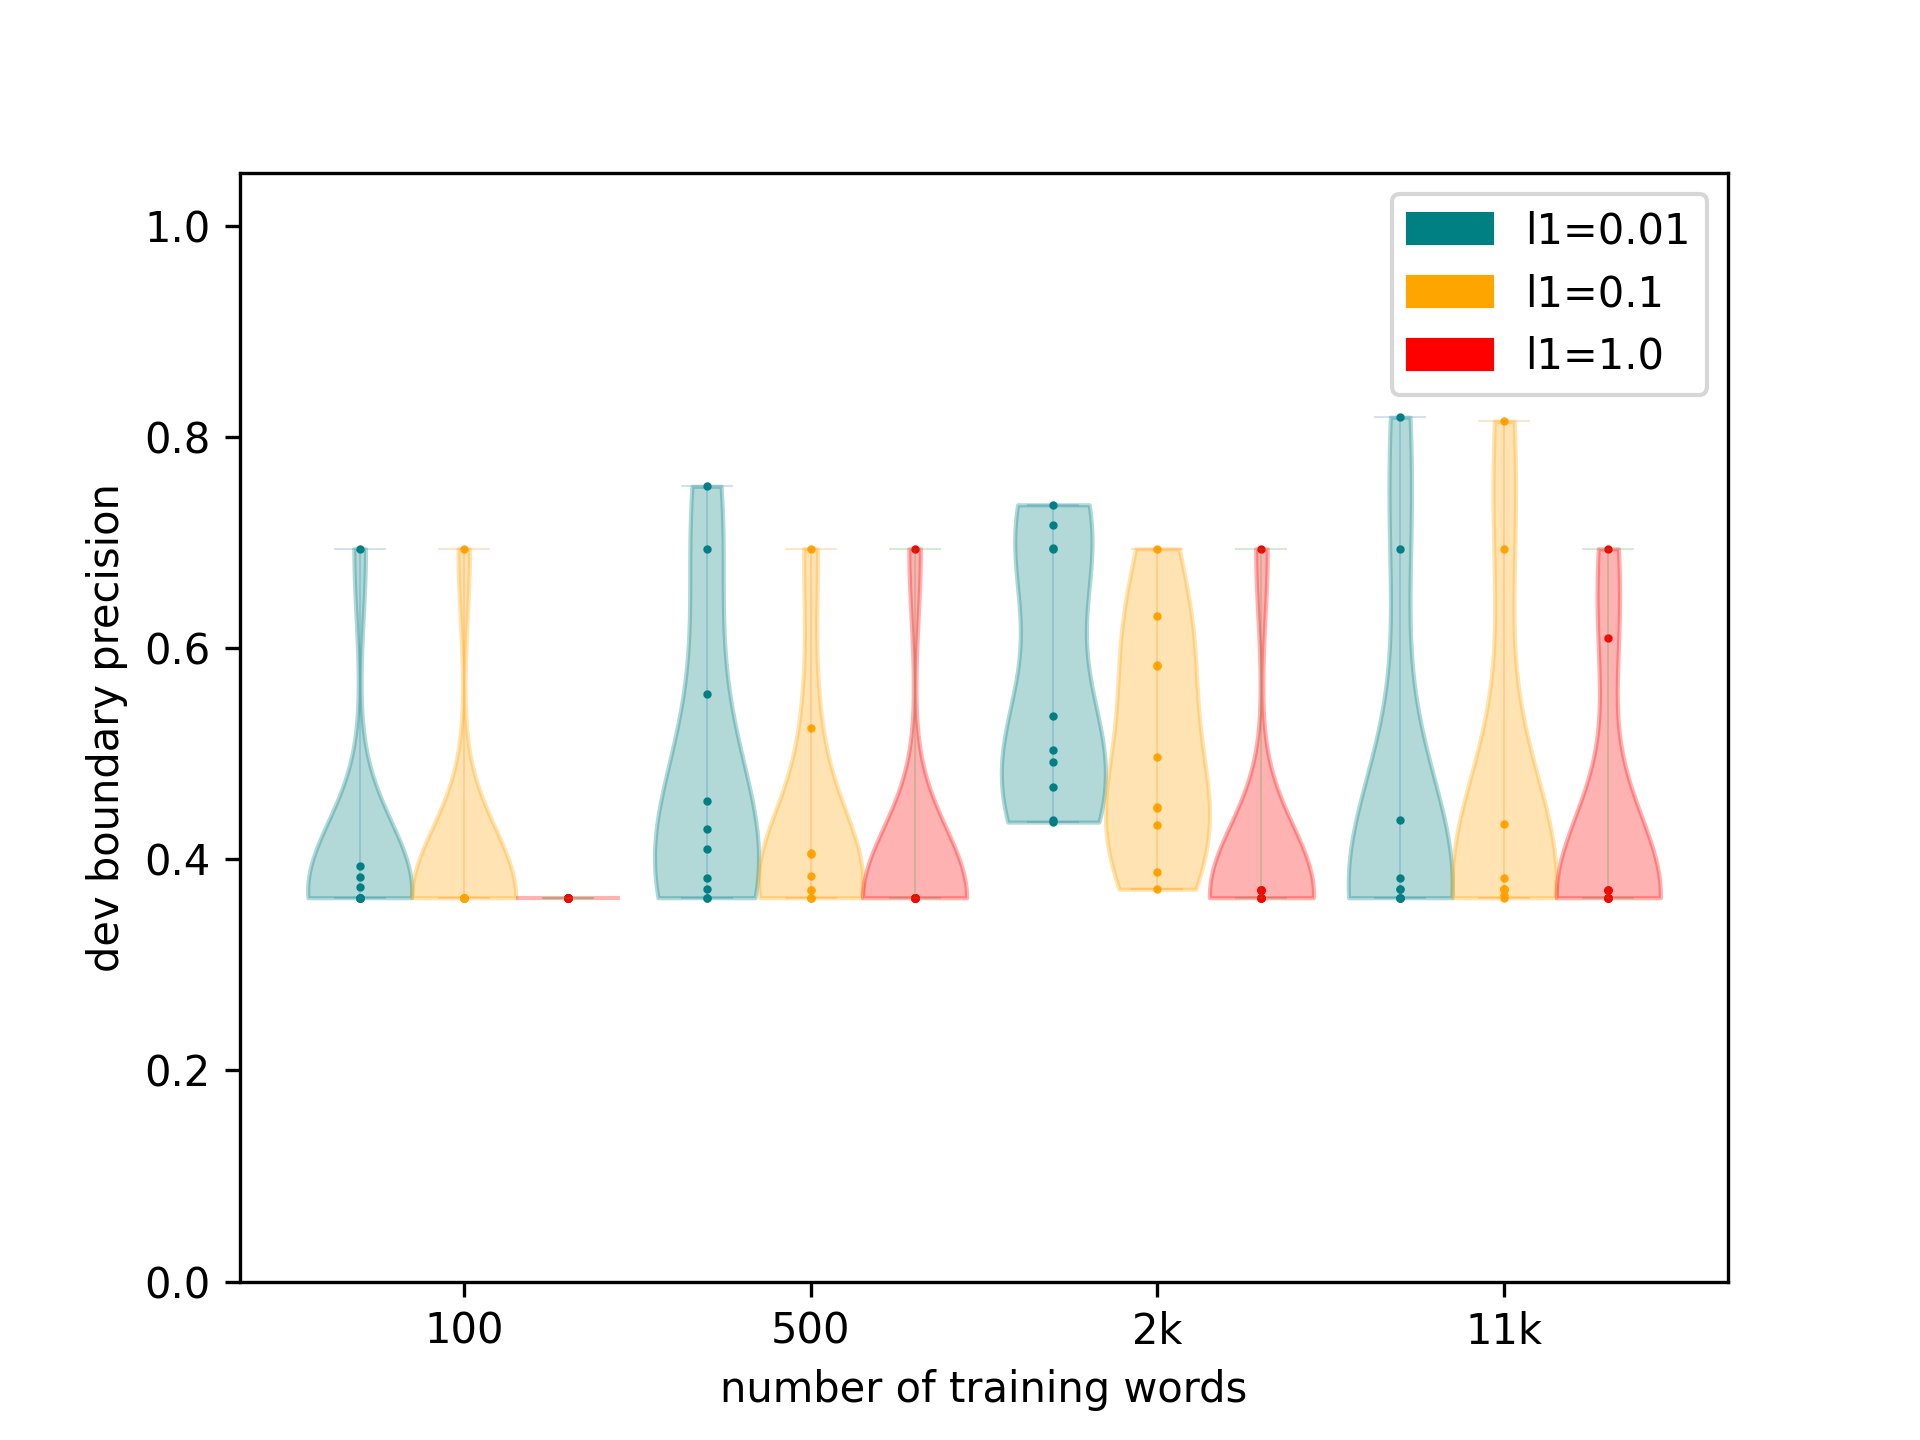 l1=0.01
l1=0.1
l1=1.0
dev boundary precision
1.0
0.8
0.6
0.4
0.2
0.0
100 500 2k 11k
number of training words